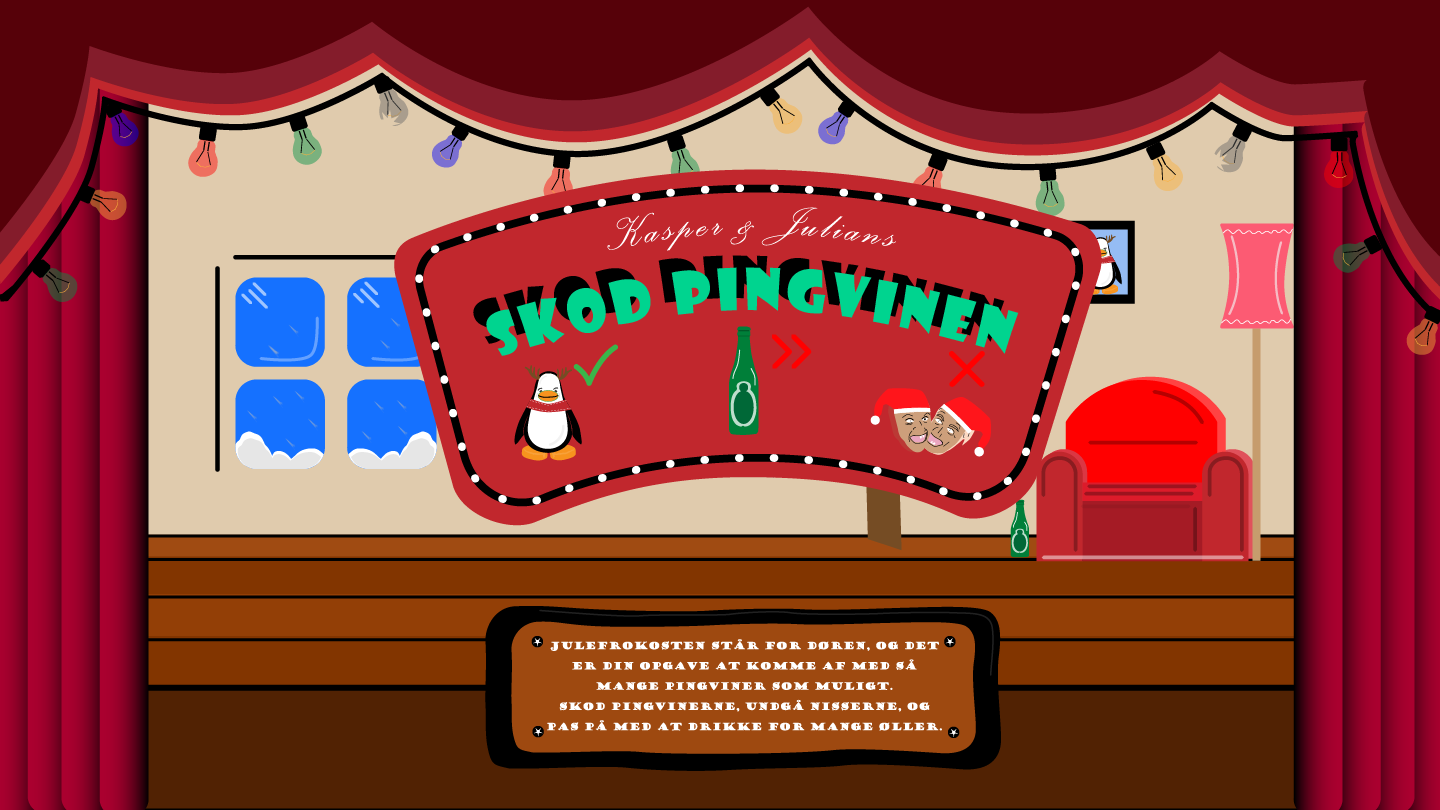 Kasper & Julians
SKOD PINGVINEN
JULEFROKOSTEN STÅR FOR DØREN, OG DET
ER DIN OPGAVE AT KOMME AF MED SÅ
MANGE PINGVINER SOM MULIGT.
SKOD PINGVINERNE, UNDGÅ NISSERNE, OG
PAS PÅ MED AT DRIKKE FOR MANGE ØLLER.